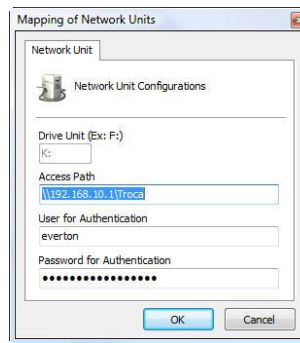 Mapping of Network Units
Network Unit
Network Unit Configurations
Drive Unit (Ex: F:)
K:
Access Path
\\192.168.10.1\Troca
User for Authentication
everton
Password for Authentication
•••••••••••••••••
OK Cancel